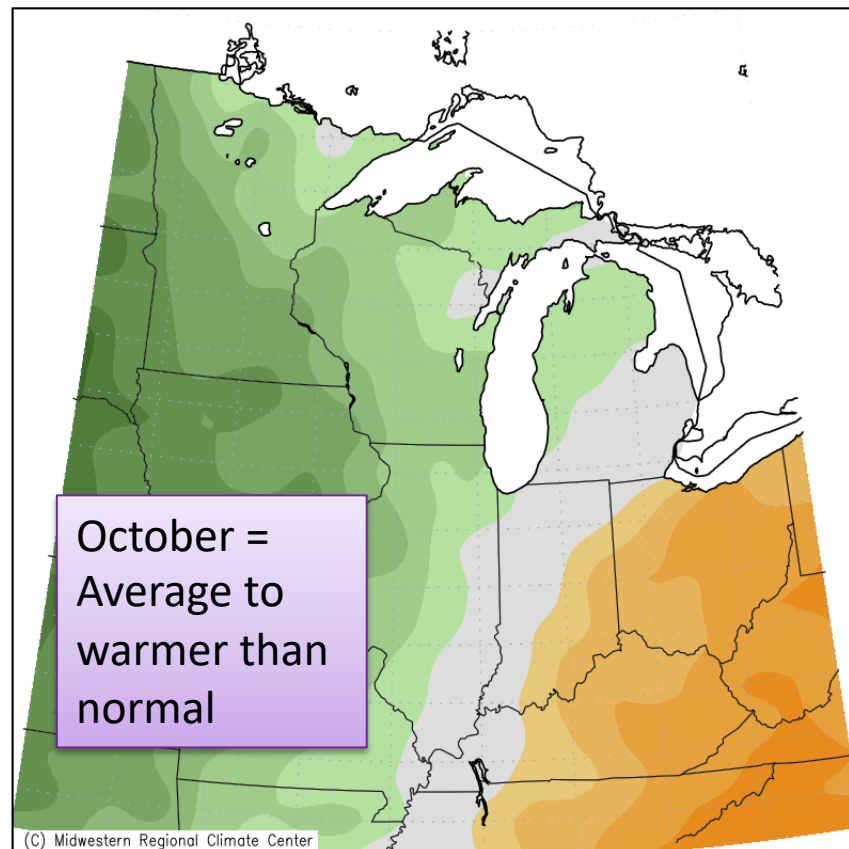 October =
Average to
warmer than
normal
(C) Midwestern Regional Climate Center